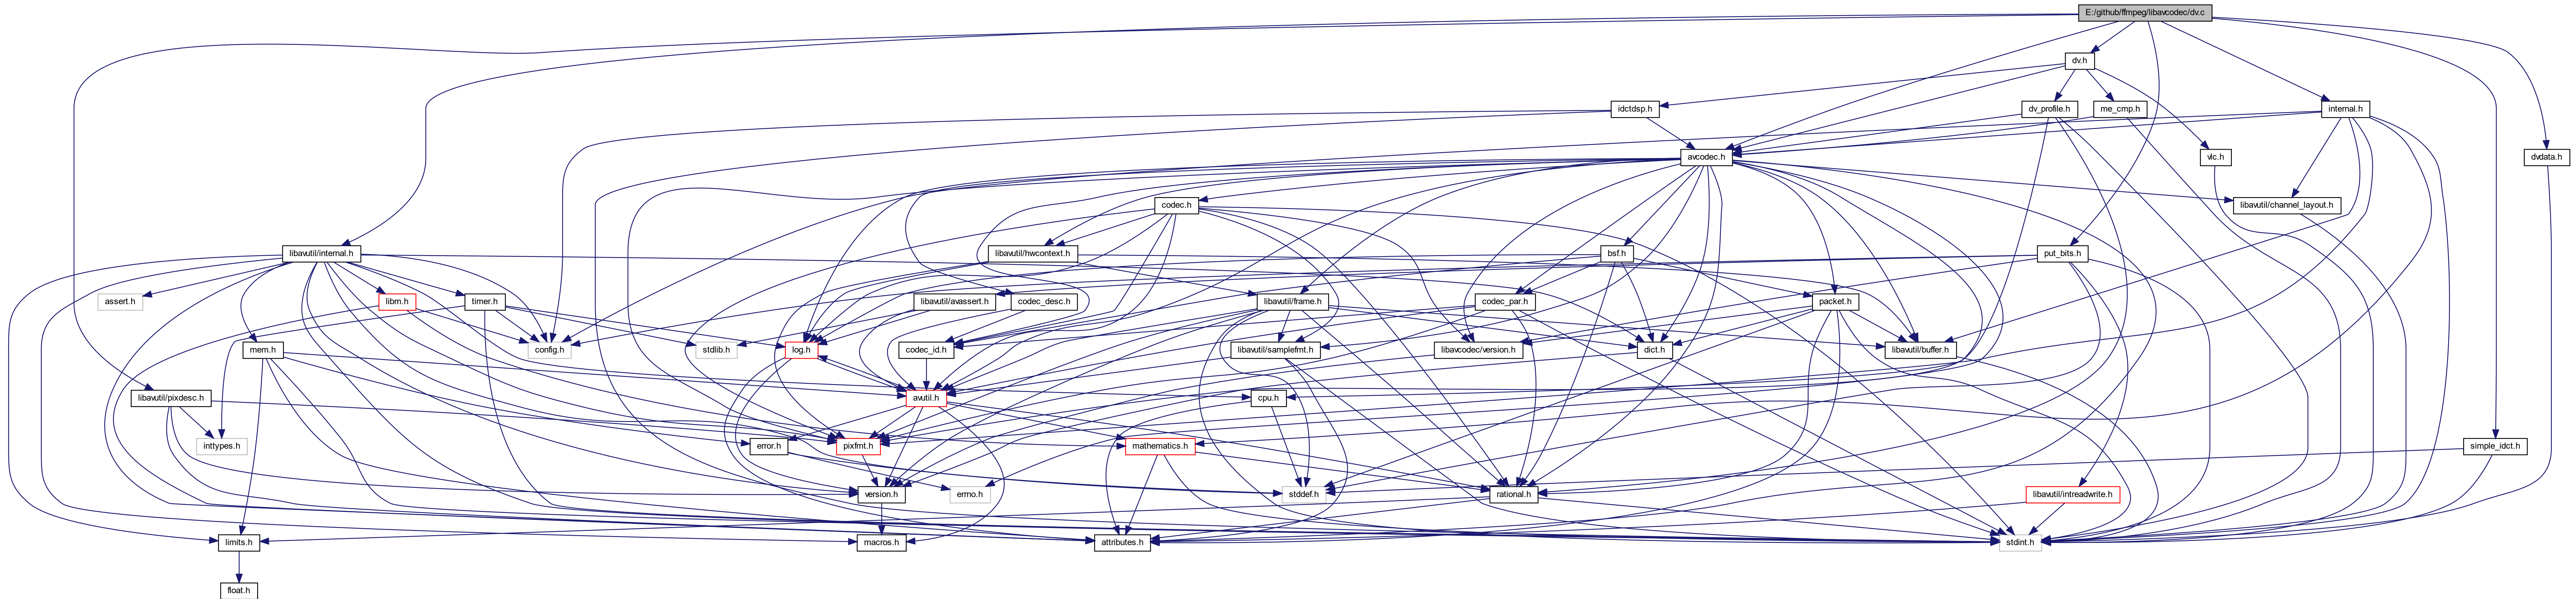 E:/github/ffmpeg/libavcodec/dv.c
dv.h
idctdsp.h
dv_profile.h
me_cmp.h
internal.h
avcodec.h
vlc.h
dvdata.h
codec.h
libavutil/channel_layout.h
libavutil/internal.h
libavutil/hwcontext.h
bsf.h
put_bits.h
assert.h
librn.h
timer.h
libavutil/avassert.h
codec_desc.h
libavutil/frame.h
codec_par.h
packet.h
mem.h
config.h
stdlib.h
log.h
codec_id.h
libavutil/samplefmt.h
libavcodec/version.h
dict.h
libavutil/buffer.h
libavutil/pixdesc.h
avutil.h
cpu.h
inttypes.h
error.h
pixfmt.h
mathematics.h
simple_idct.h
version.h
errno.h
stddef.h
rational.h
libavutil/intreadwrite.h
limits.h
macros.h
attributes.h
stdint.h
float.h